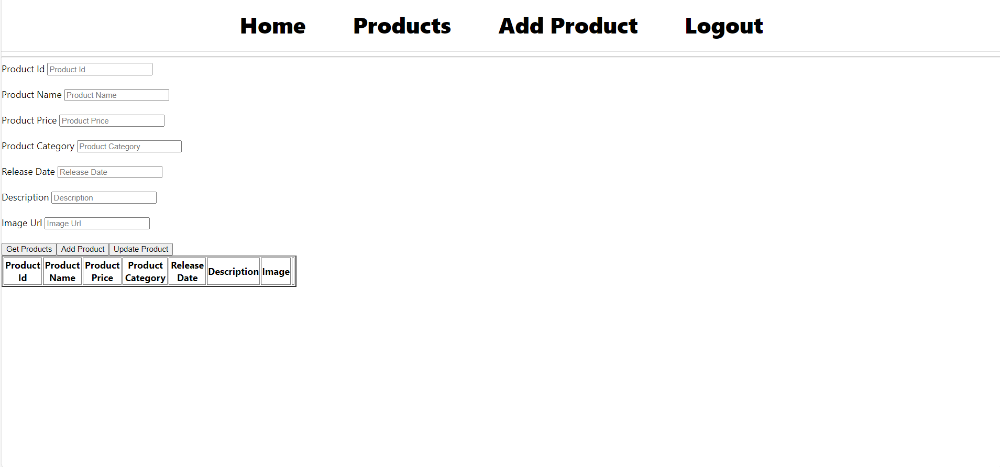 Home Products Add Product Logout
Product Id Product Id
Product Name Product Name
Product Price Product Price
Product Category Product Category
Release Date Release Date
Description Description
Image Url Image Url
Get Products Add Product Update Product
Product Id Product Name Product Price Product Category Release Date Description Image